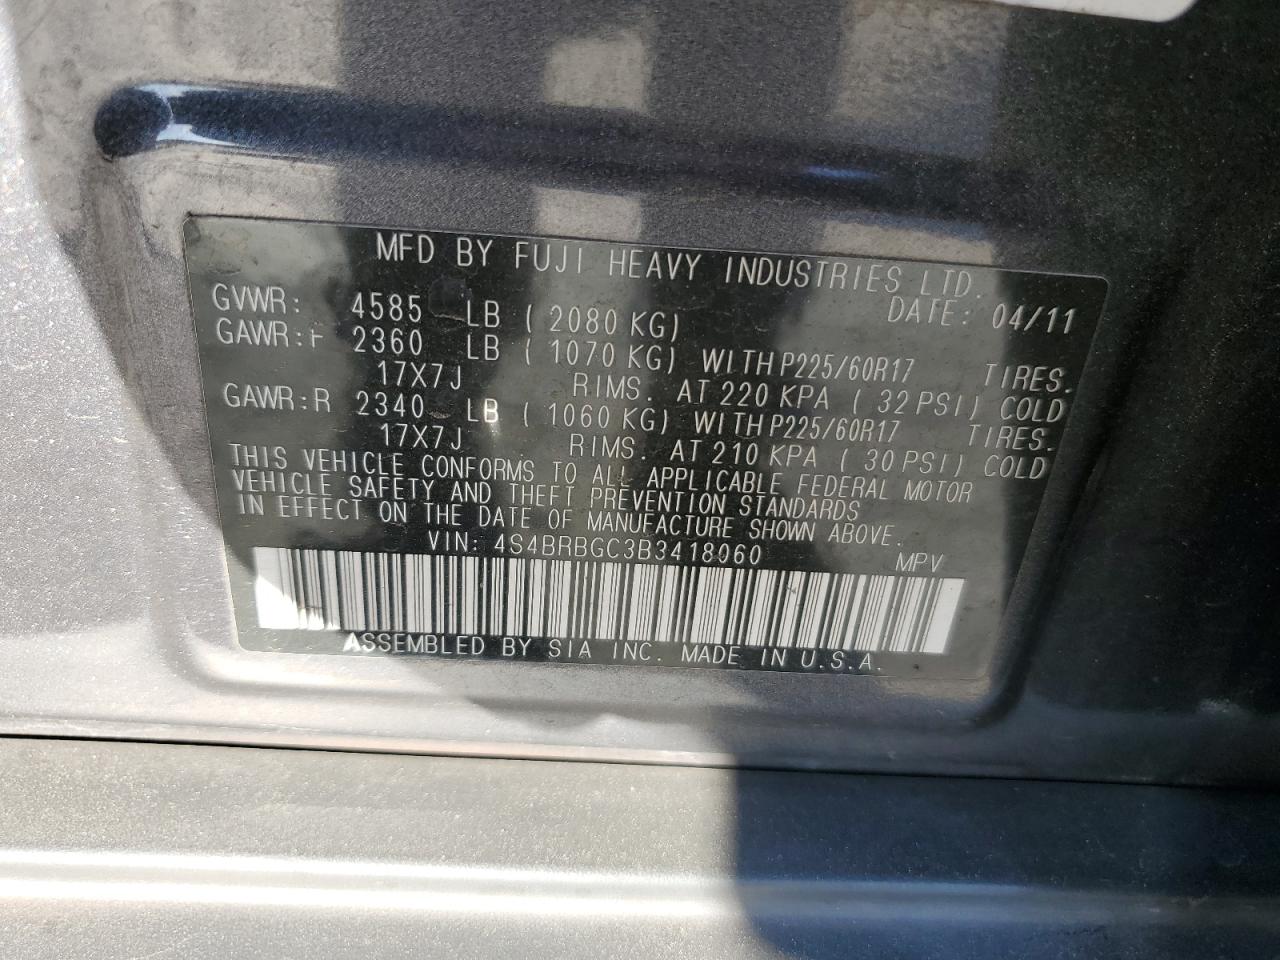 MFD BY FUJI HEAVY INDUSTRIES LTD.
DATE: 04/11
GVWR: 4585 LB ( 2080 KG)
GAWR:F 2360 LB ( 1070 KG) WITH P225/60R17 TIRES.
17X7J RIMS. AT 220 KPA ( 32 PSI) COLD
GAWR:R 2340 LB ( 1060 KG) WITH P225/60R17 TIRES.
17X7J RIMS. AT 210 KPA ( 30 PSI) COLD
THIS VEHICLE CONFORMS TO ALL APPLICABLE FEDERAL MOTOR
VEHICLE SAFETY AND THEFT PREVENTION STANDARDS
IN EFFECT ON THE DATE OF MANUFACTURE SHOWN ABOVE.
VIN: 4S4BRBGC3B3418060 MPV
ASSEMBLED BY SIA INC. MADE IN U.S.A.